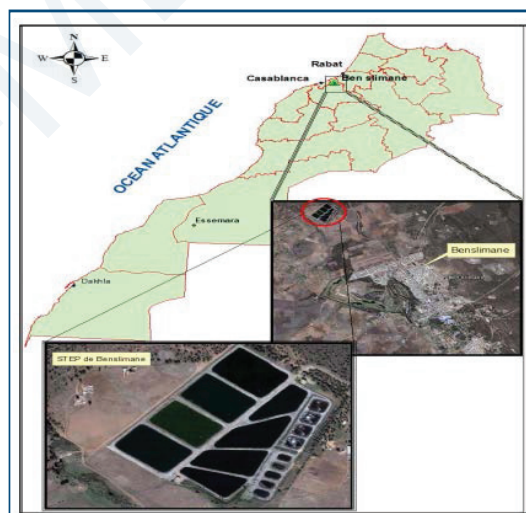 N
W E
S
Rabat
Casablanca
Ben slimane
OCEAN ATLANTIQUE
Essemara
Dakhla
Benslimane
STEP de Benslimane